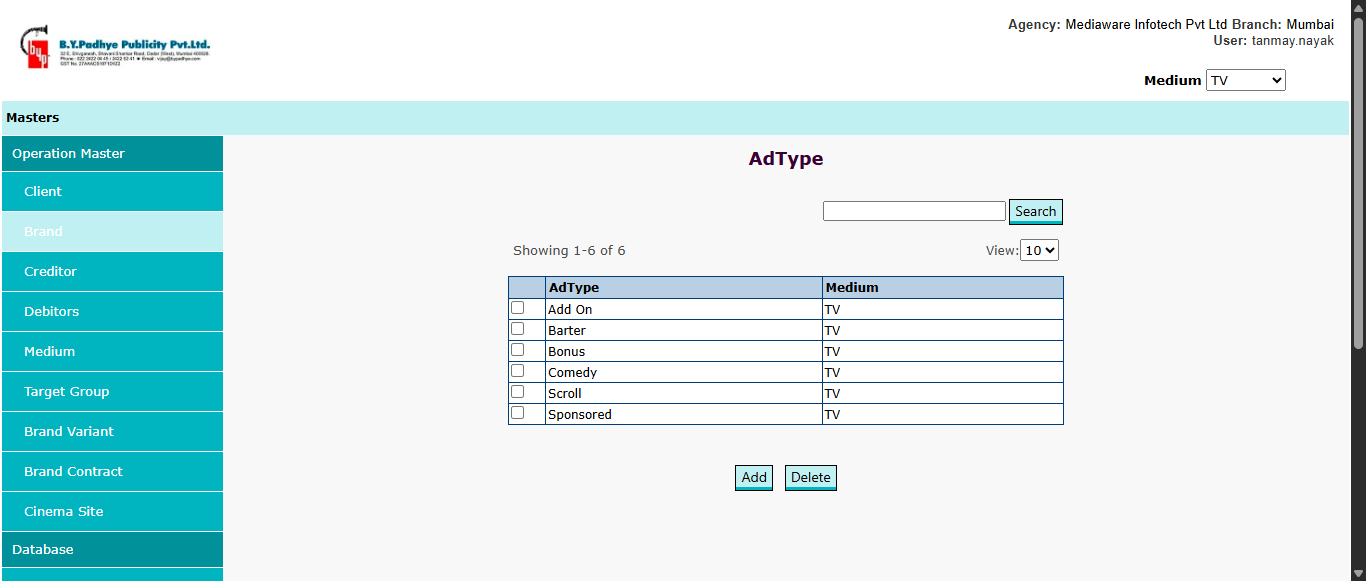 Agency: Mediaware Infotech Pvt Ltd Branch: Mumbai
User: tanmay.nayak
byp
B.Y.Padhye Publicity Pvt.Ltd.
Medium TV
Masters
Operation Master
Client
Brand
Creditor
Debitors
Medium
Target Group
Brand Variant
Brand Contract
Cinema Site
Database
AdType
Search
Showing 1-6 of 6 View: 10
AdType Medium
Add On TV
Barter TV
Bonus TV
Comedy TV
Scroll TV
Sponsored TV
Add Delete